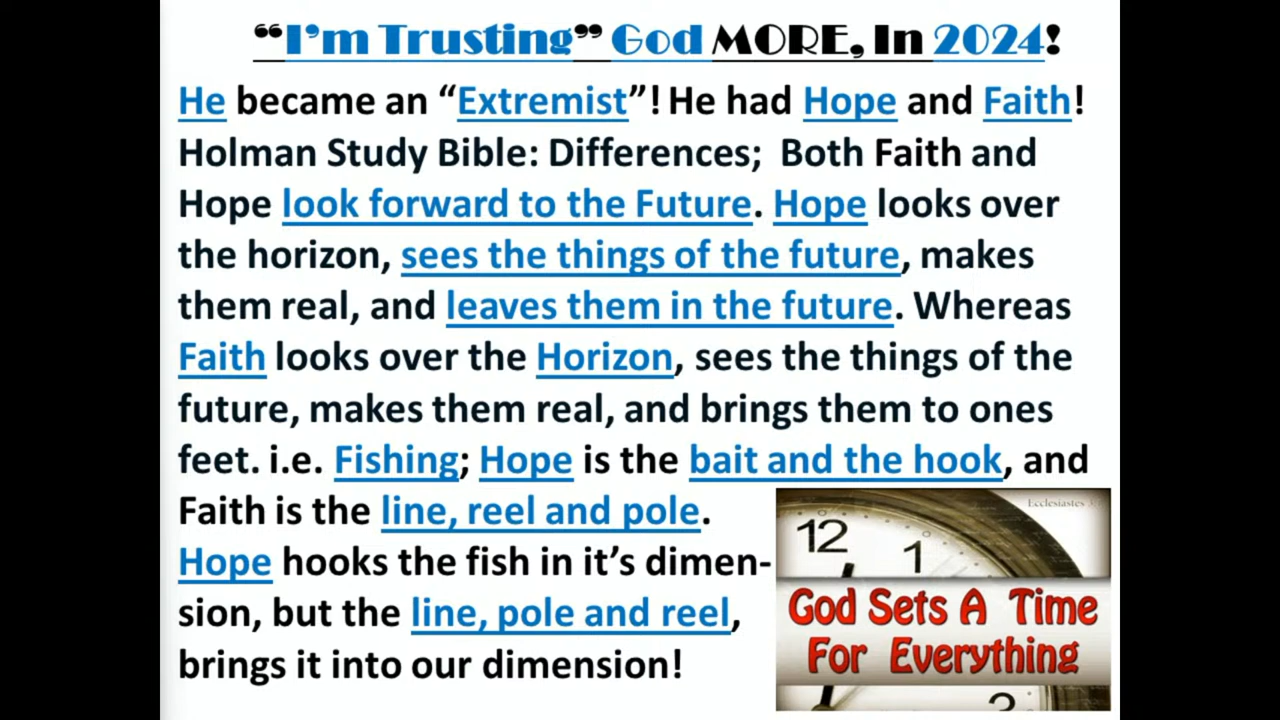 “I’m Trusting” God MORE, In 2024!
He became an “Extremist”! He had Hope and Faith!
Holman Study Bible: Differences; Both Faith and
Hope look forward to the Future. Hope looks over
the horizon, sees the things of the future, makes
them real, and leaves them in the future. Whereas
Faith looks over the Horizon, sees the things of the
future, makes them real, and brings them to ones
feet. i.e. Fishing; Hope is the bait and the hook, and
Faith is the line, reel and pole.
Hope hooks the fish in it’s dimen-
sion, but the line, pole and reel,
brings it into our dimension!
Ecclesiastes
12
1
God Sets A Time
For Everything